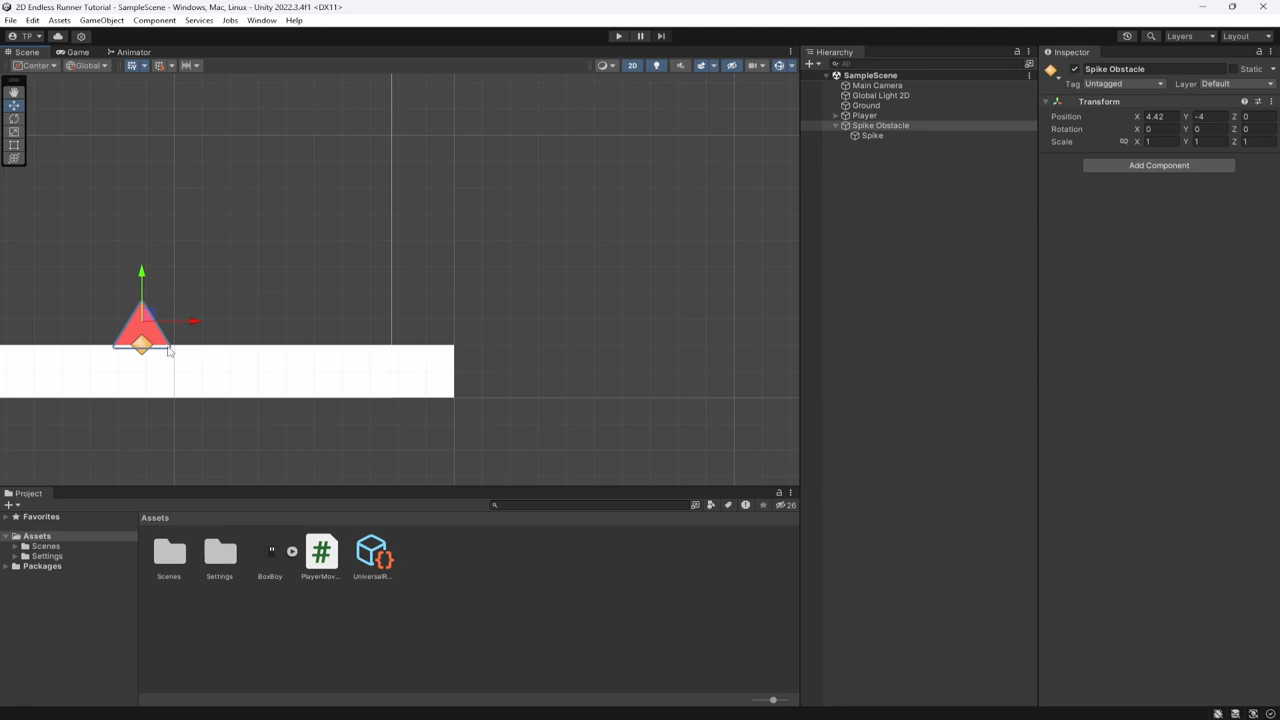 2D Endless Runner Tutorial - SampleScene - Windows, Mac, Linux - Unity 2022.3.4f1 <DX11>
File Edit Assets GameObject Component Services Jobs Window Help
TP
Layers Layout
Scene Game Animator
Center Global 2D
Hierarchy
All
SampleScene
Main Camera
Global Light 2D
Ground
Player
Spike Obstacle
Spike
Inspector
Spike Obstacle Static
Tag Untagged Layer Default
Transform
Position X 4.42 Y -4 Z 0
Rotation X 0 Y 0 Z 0
Scale X 1 Y 1 Z 1
Add Component
Project
26
Favorites
Assets
Scenes
Settings
Packages
Assets
Scenes Settings BoxBoy PlayerMov... UniversalR...